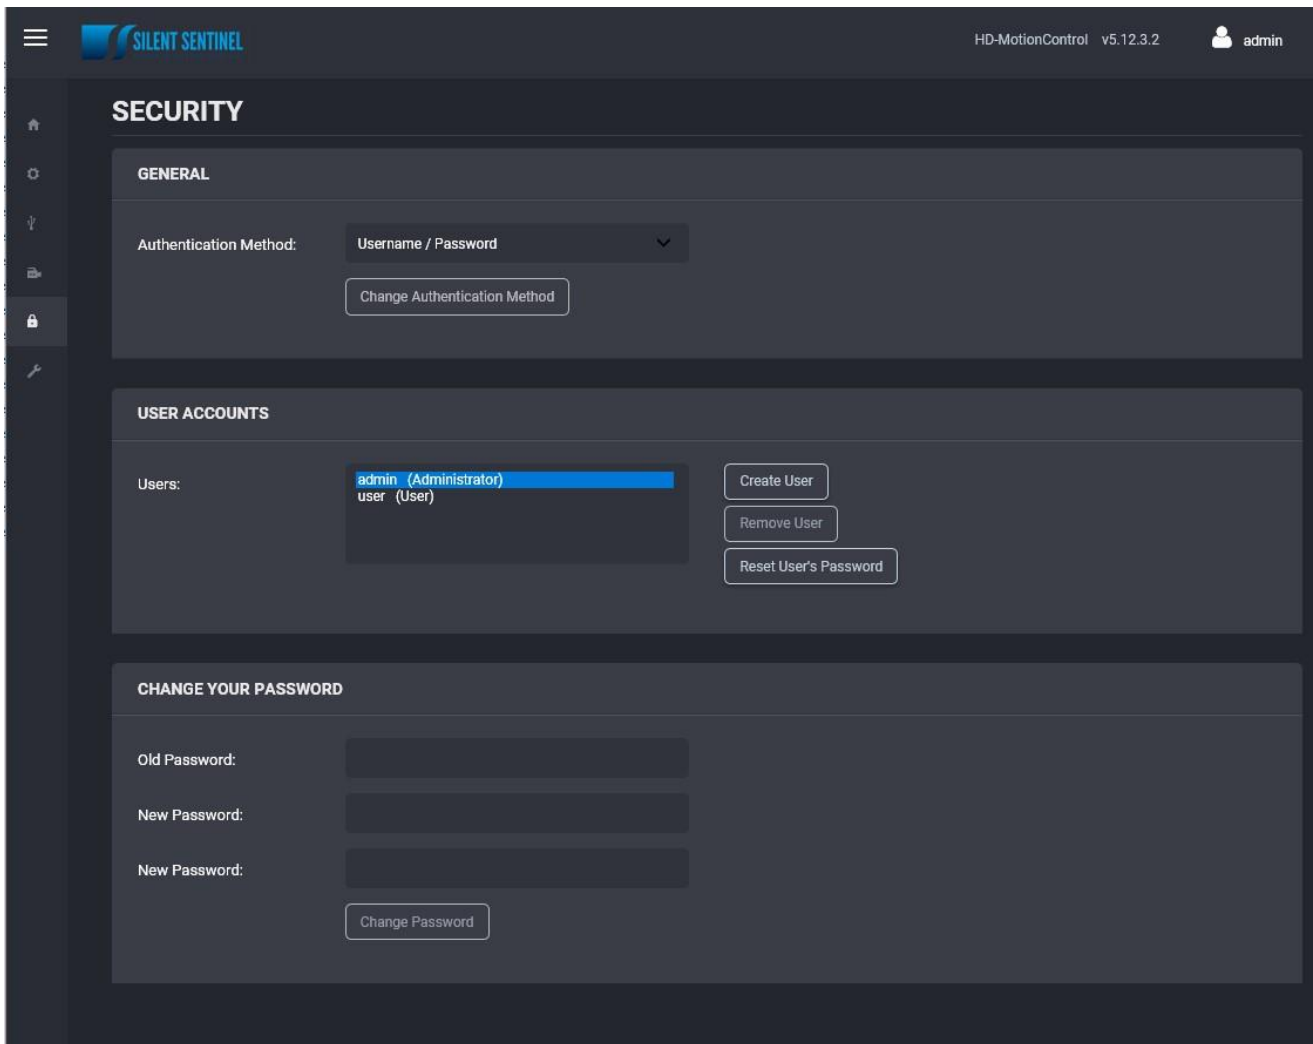 SILENT SENTINEL
HD-MotionControl v5.12.3.2
admin
SECURITY
GENERAL
Authentication Method:
Username / Password
Change Authentication Method
USER ACCOUNTS
Users:
admin (Administrator)
user (User)
Create User
Remove User
Reset User's Password
CHANGE YOUR PASSWORD
Old Password:
New Password:
New Password:
Change Password